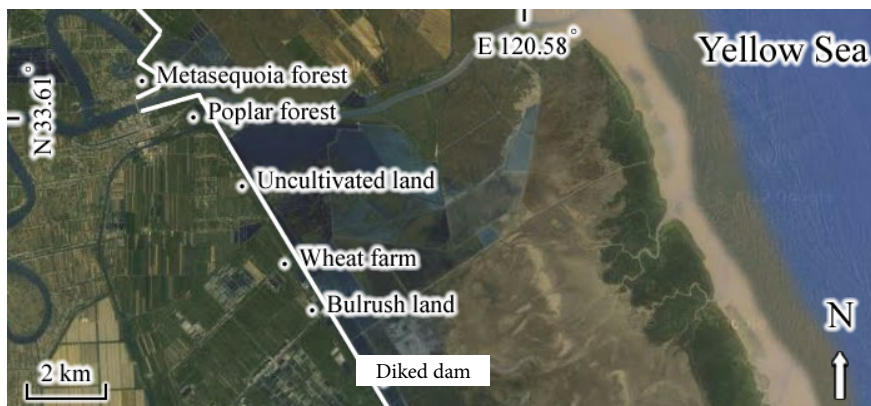 Yellow Sea
E 120.58°
Metasequoia forest
N 33.61°
Poplar forest
Uncultivated land
Wheat farm
Bulrush land
N
Diked dam
2 km